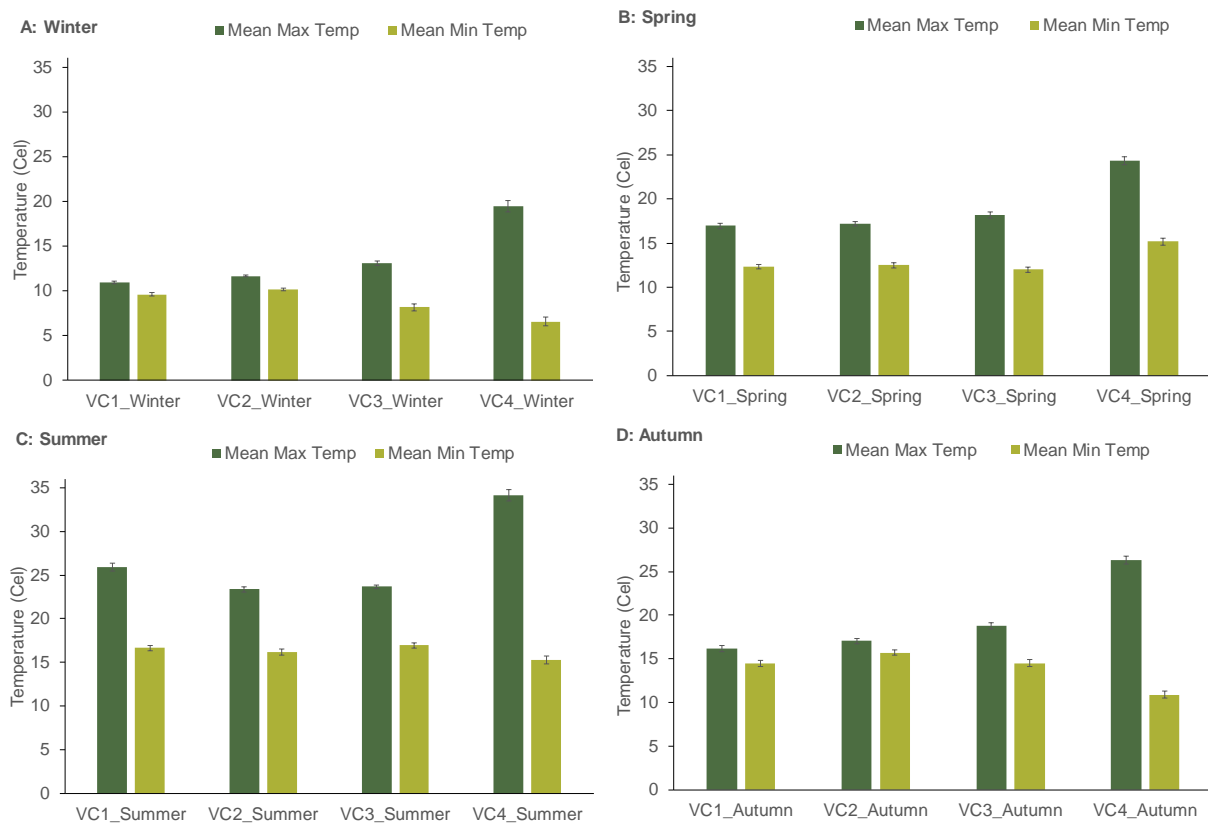 A: Winter
Mean Max Temp Mean Min Temp
35
30
25
20
15
10
5
0
Temperature (Cel)
VC1_Winter VC2_Winter VC3_Winter VC4_Winter
B: Spring
Mean Max Temp Mean Min Temp
35
30
25
20
15
10
5
0
Temperature (Cel)
VC1_Spring VC2_Spring VC3_Spring VC4_Spring
C: Summer
Mean Max Temp Mean Min Temp
35
30
25
20
15
10
5
0
Temperature (Cel)
VC1_Summer VC2_Summer VC3_Summer VC4_Summer
D: Autumn
Mean Max Temp Mean Min Temp
35
30
25
20
15
10
5
0
Temperature (Cel)
VC1_Autumn VC2_Autumn VC3_Autumn VC4_Autumn